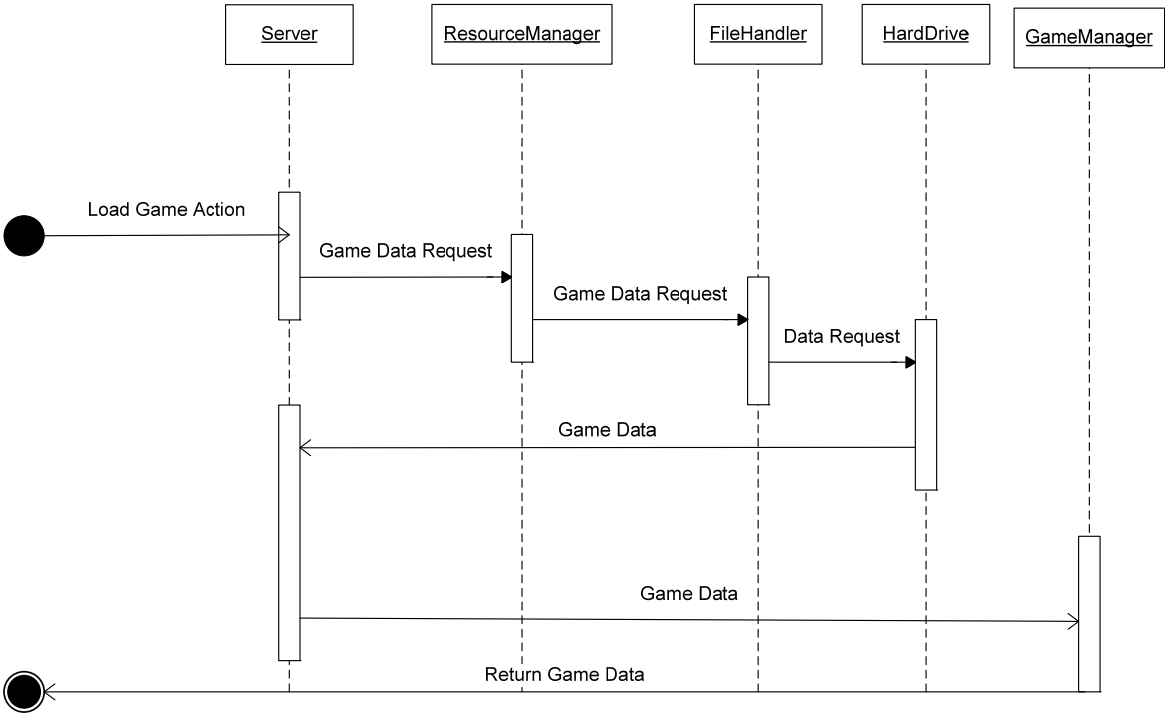 Server
ResourceManager
FileHandler
HardDrive
GameManager
Load Game Action
Game Data Request
Game Data Request
Data Request
Game Data
Game Data
Return Game Data